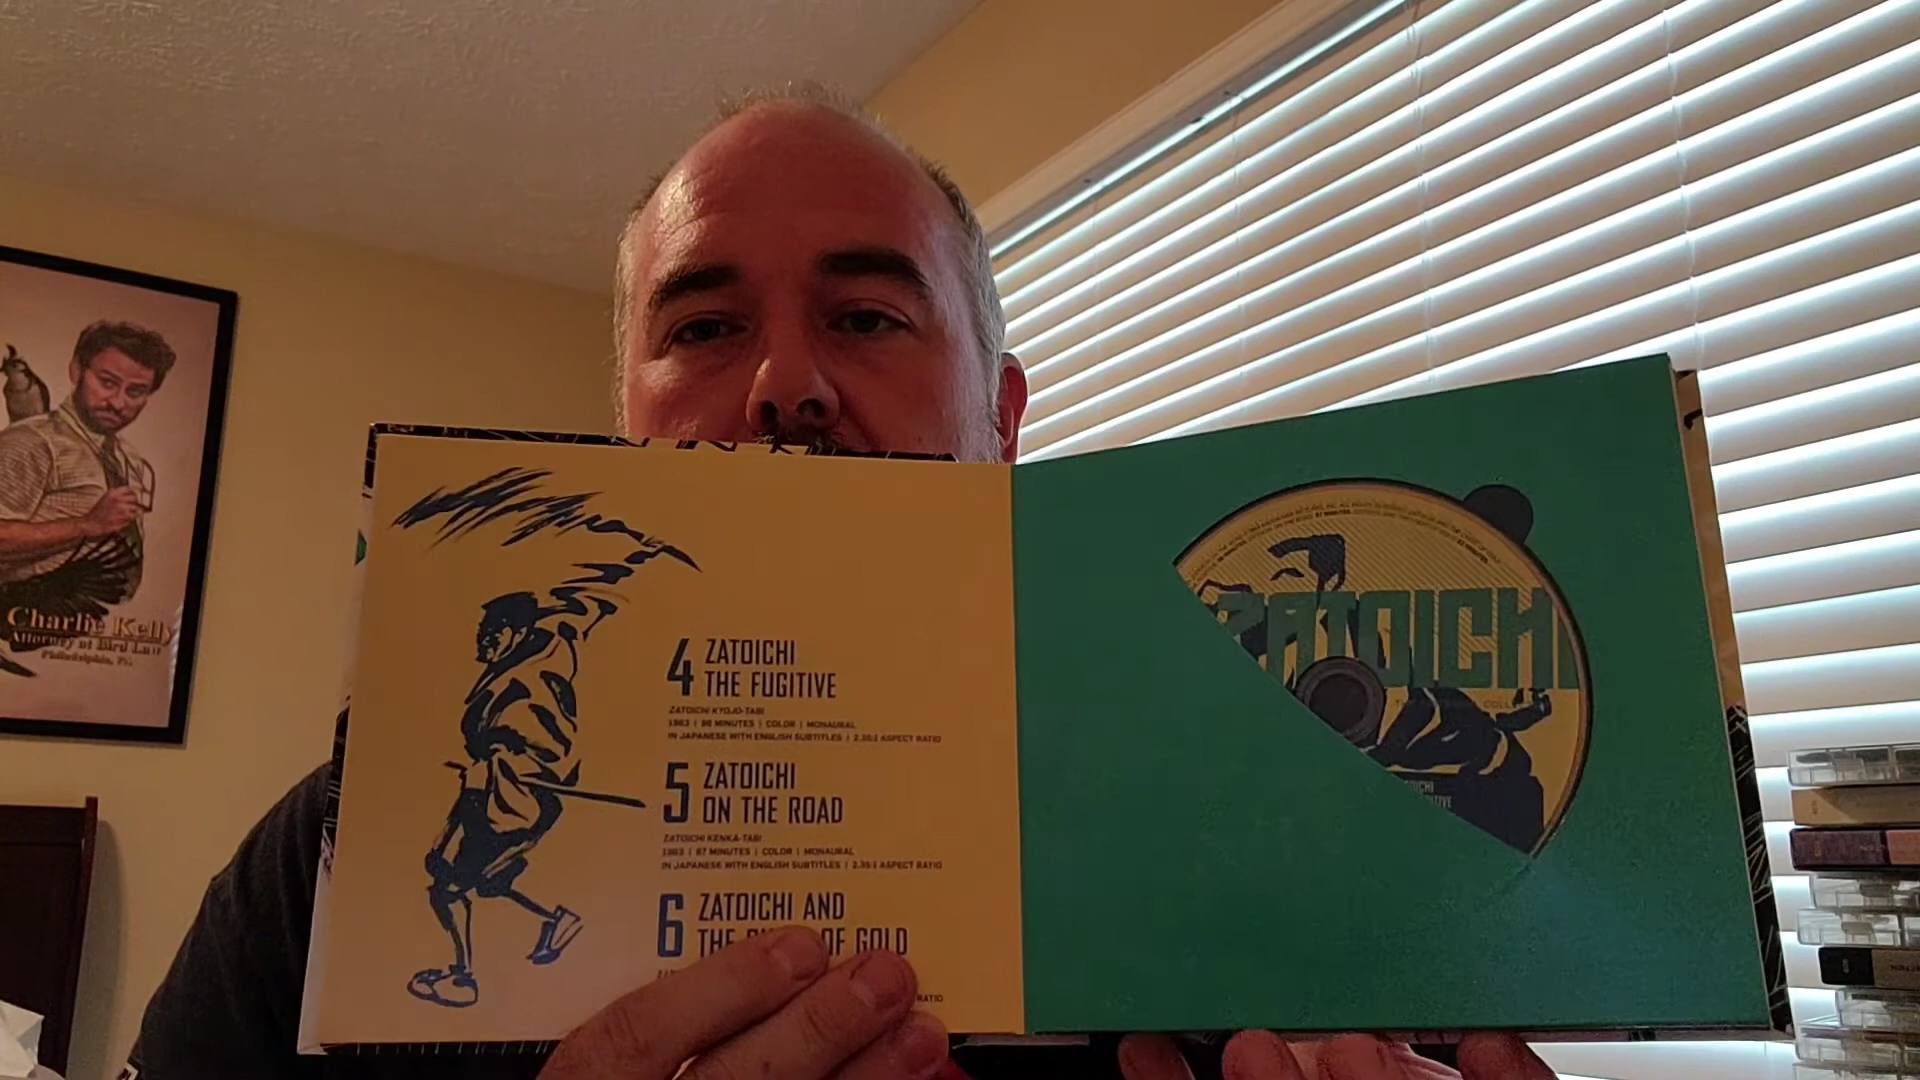 Charlie Kelly
Attorney at Bird Law
Philadelphia, PA.
4 ZATOICHI
THE FUGITIVE
ZATOICHI KYOJO-TABI
1963 | 86 MINUTES | COLOR | MONAURAL
IN JAPANESE WITH ENGLISH SUBTITLES | 2.35:1 ASPECT RATIO
5 ZATOICHI
ON THE ROAD
ZATOICHI KENKA-TABI
1963 | 87 MINUTES | COLOR | MONAURAL
IN JAPANESE WITH ENGLISH SUBTITLES | 2.35:1 ASPECT RATIO
6 ZATOICHI AND
THE OF GOLD
RATIO
ZATOICHI